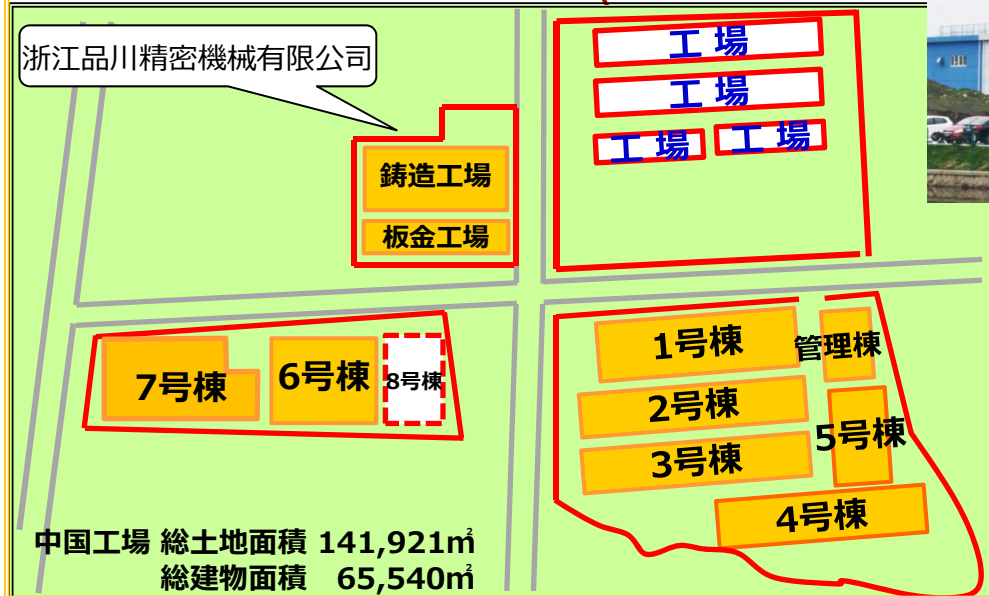 浙江品川精密機械有限公司
工場
工場
工場 工場
鋳造工場
板金工場
1号棟 管理棟
2号棟
3号棟 5号棟
4号棟
7号棟 6号棟 8号棟
中国工場 総土地面積 141,921㎡
総建物面積 65,540㎡